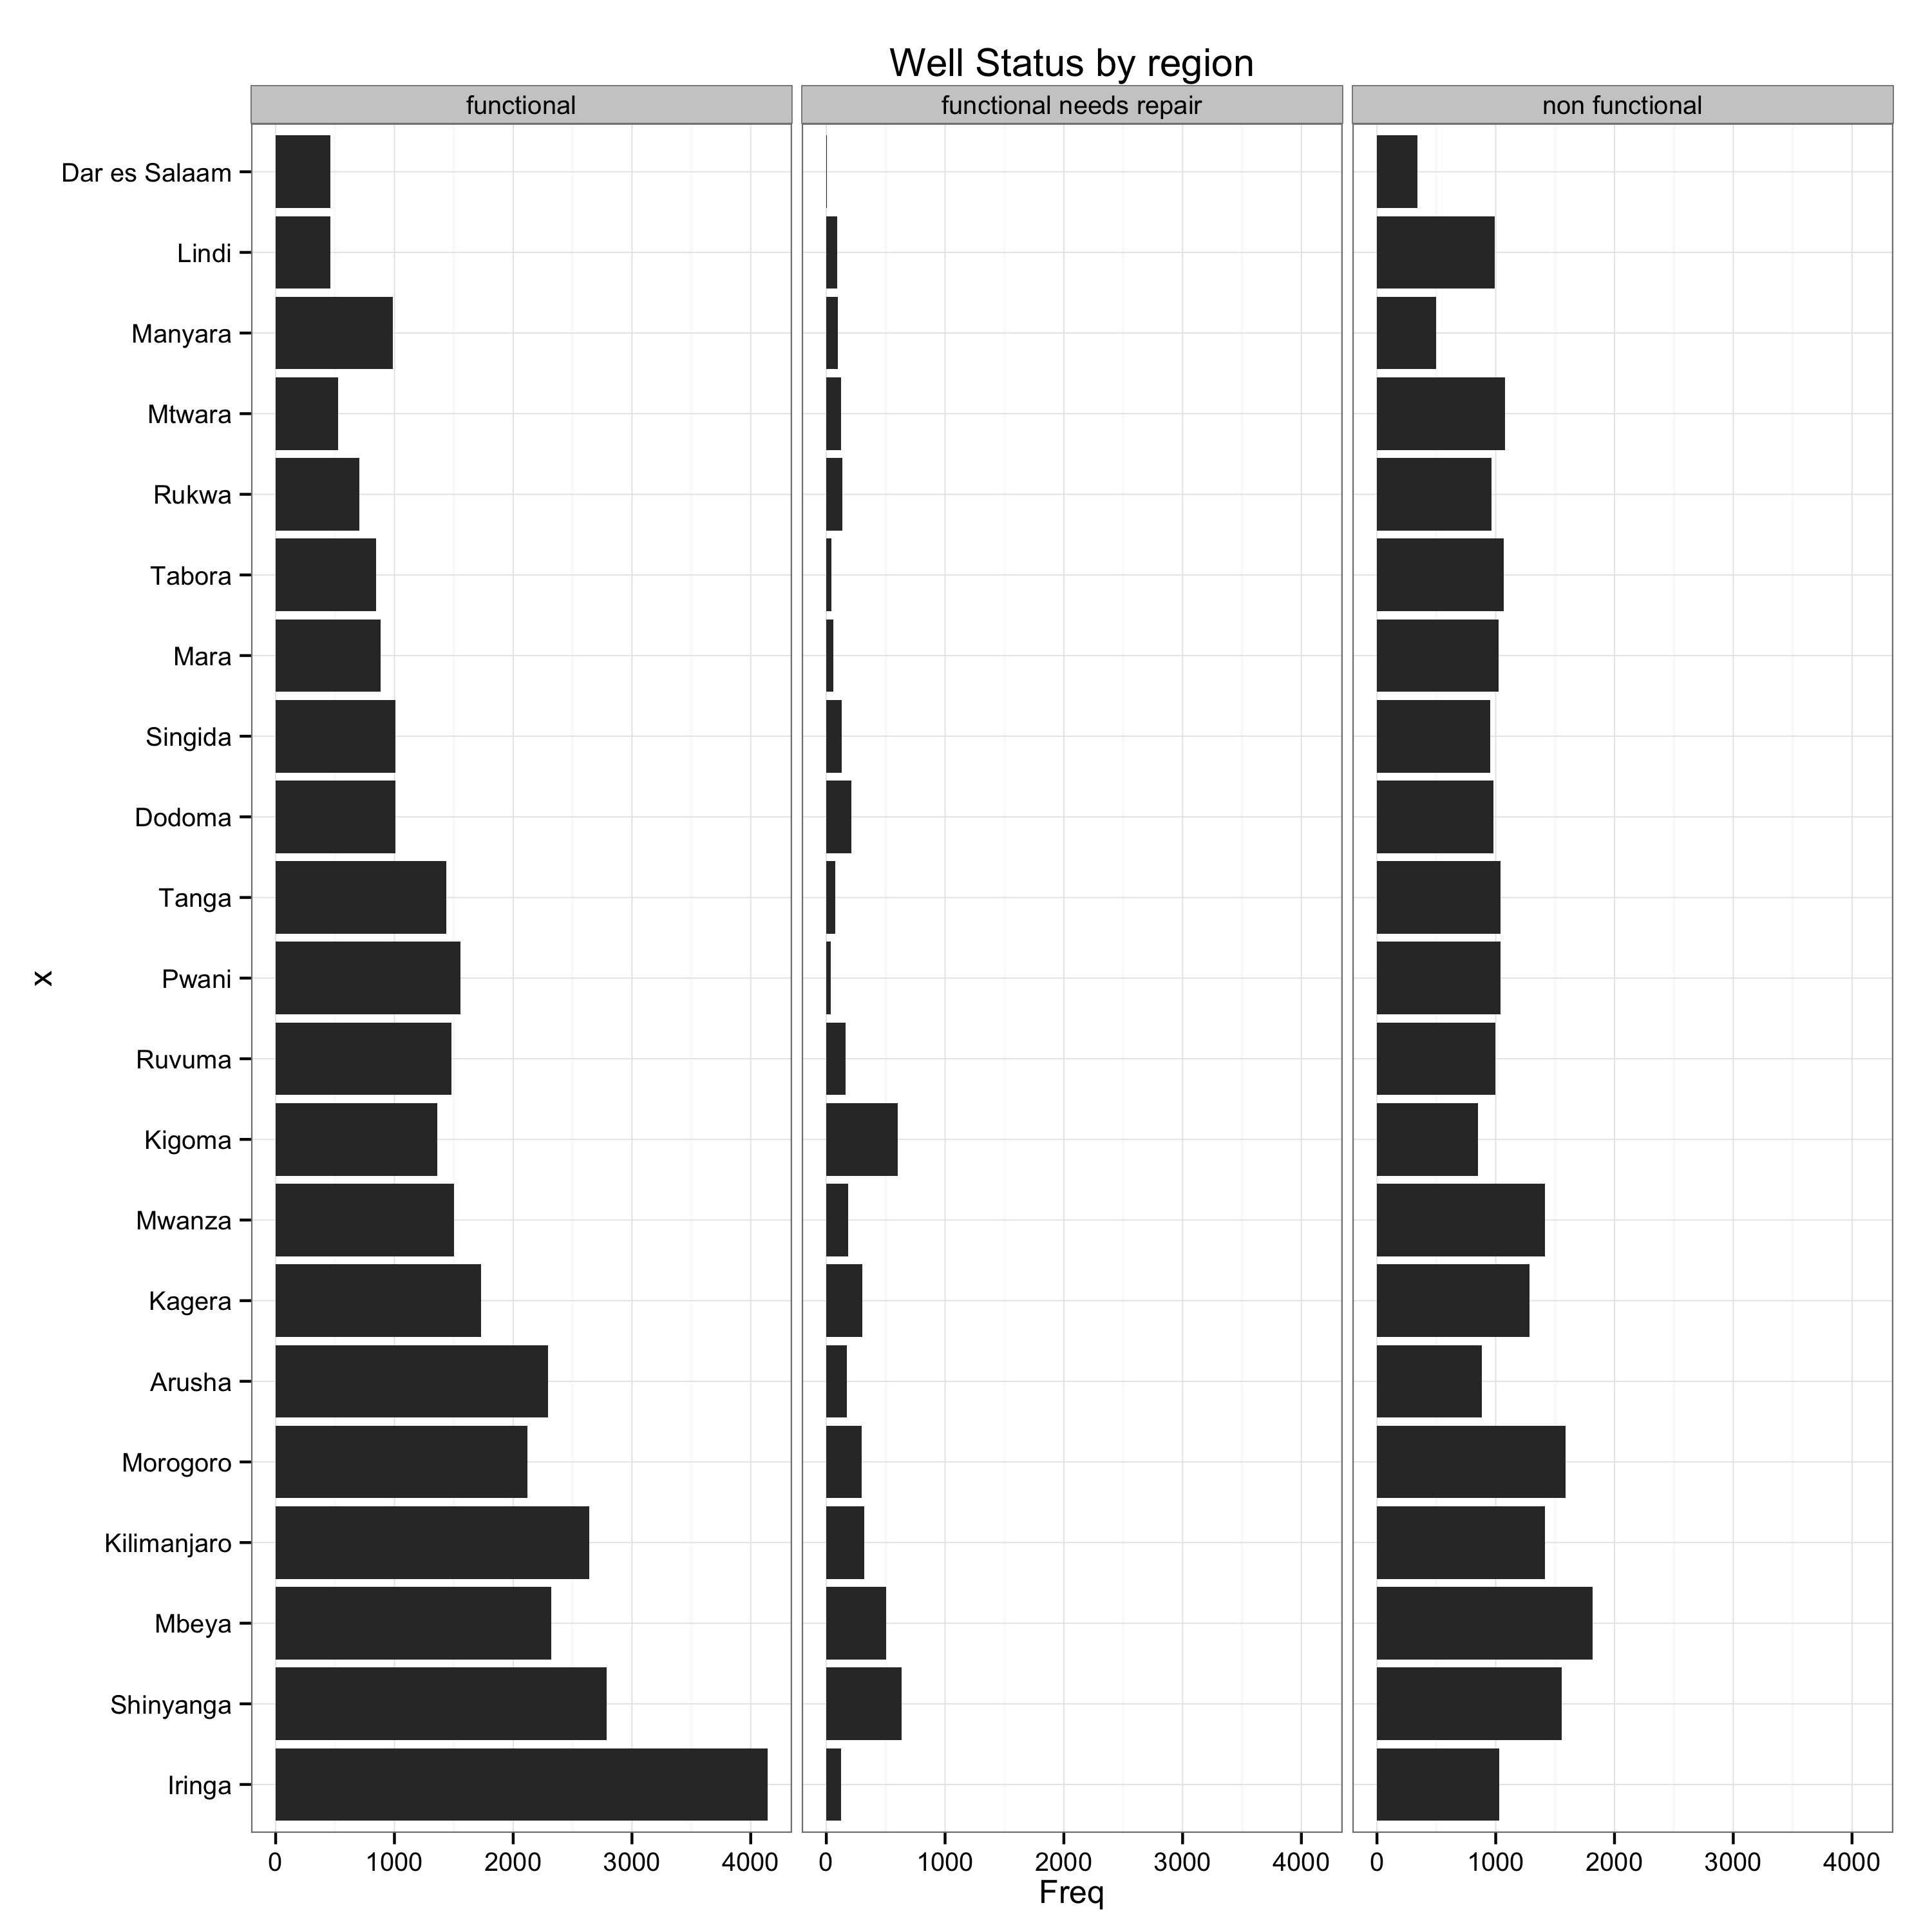 Well Status by region
functional functional needs repair non functional
Dar es Salaam
Lindi
Manyara
Mtwara
Rukwa
Tabora
Mara
Singida
Dodoma
Tanga
Pwani
Ruvuma
Kigoma
Mwanza
Kagera
Arusha
Morogoro
Kilimanjaro
Mbeya
Shinyanga
Iringa
x
0 1000 2000 3000 4000 0 1000 2000 3000 4000 0 1000 2000 3000 4000
Freq